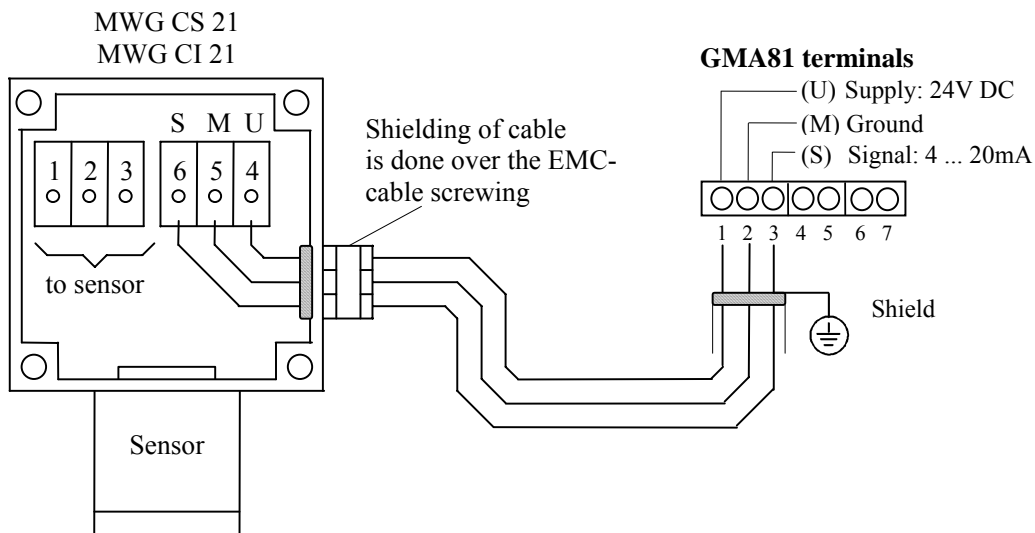 MWG CS 21
MWG CI 21
S M U
1 2 3 6 5 4
to sensor
Sensor
Shielding of cable
is done over the EMC-
cable screwing
GMA81 terminals
(U) Supply: 24V DC
(M) Ground
(S) Signal: 4 ... 20mA
1 2 3 4 5 6 7
Shield